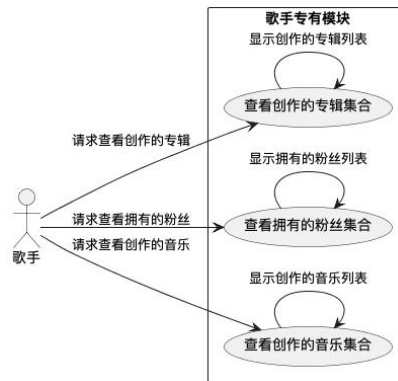 歌手专有模块
显示创作的专辑列表
查看创作的专辑集合
请求查看创作的专辑
显示拥有的粉丝列表
请求查看拥有的粉丝
查看拥有的粉丝集合
请求查看创作的音乐
歌手
显示创作的音乐列表
查看创作的音乐集合